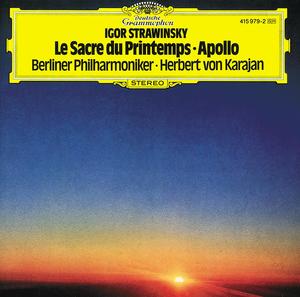 Deutsche
Grammophon
415 979-2
IGOR STRAWINSKY
Le Sacre du Printemps · Apollo
Berliner Philharmoniker · Herbert von Karajan
STEREO